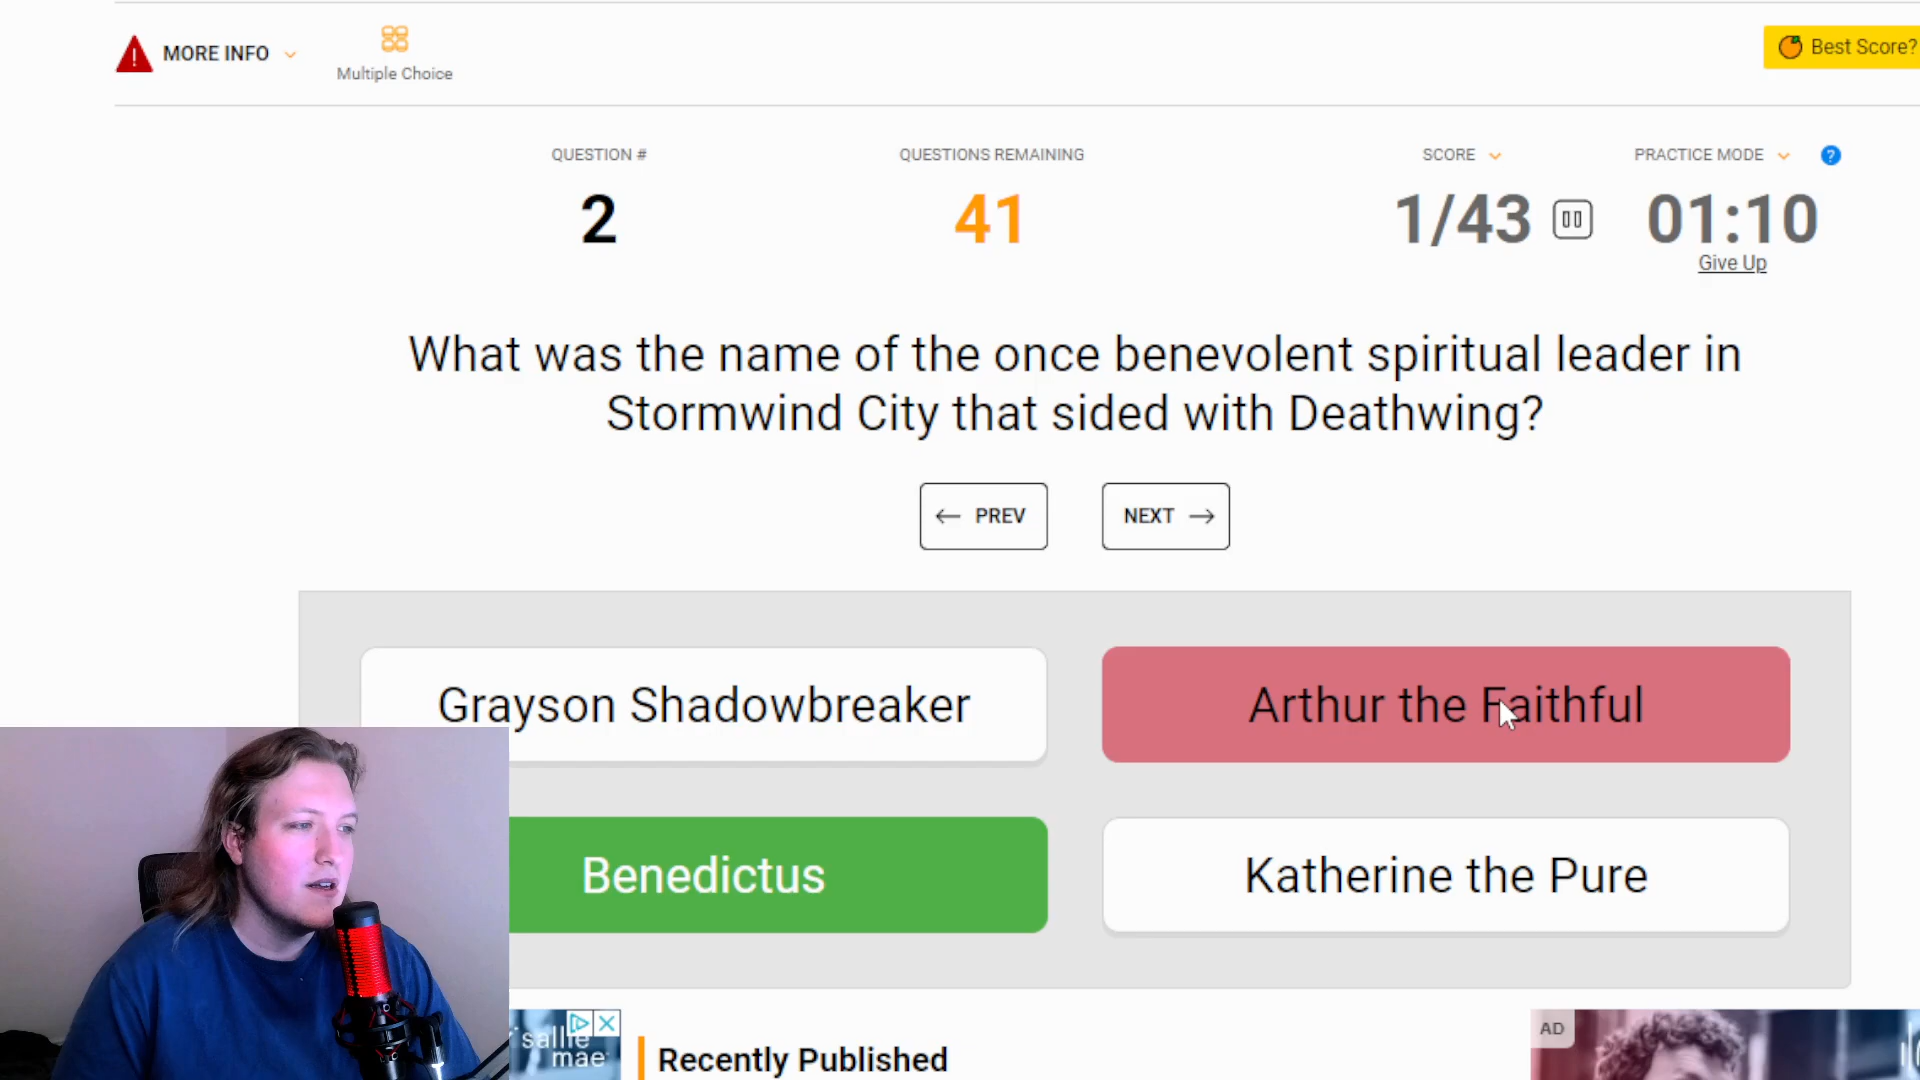 MORE INFO
Multiple Choice
Best Score?
QUESTION #
QUESTIONS REMAINING
SCORE
PRACTICE MODE
?
2
41
1/43
01:10
Give Up
What was the name of the once benevolent spiritual leader in
Stormwind City that sided with Deathwing?
← PREV
NEXT →
Grayson Shadowbreaker
Arthur the Faithful
Benedictus
Katherine the Pure
sallie
mae
Recently Published
AD